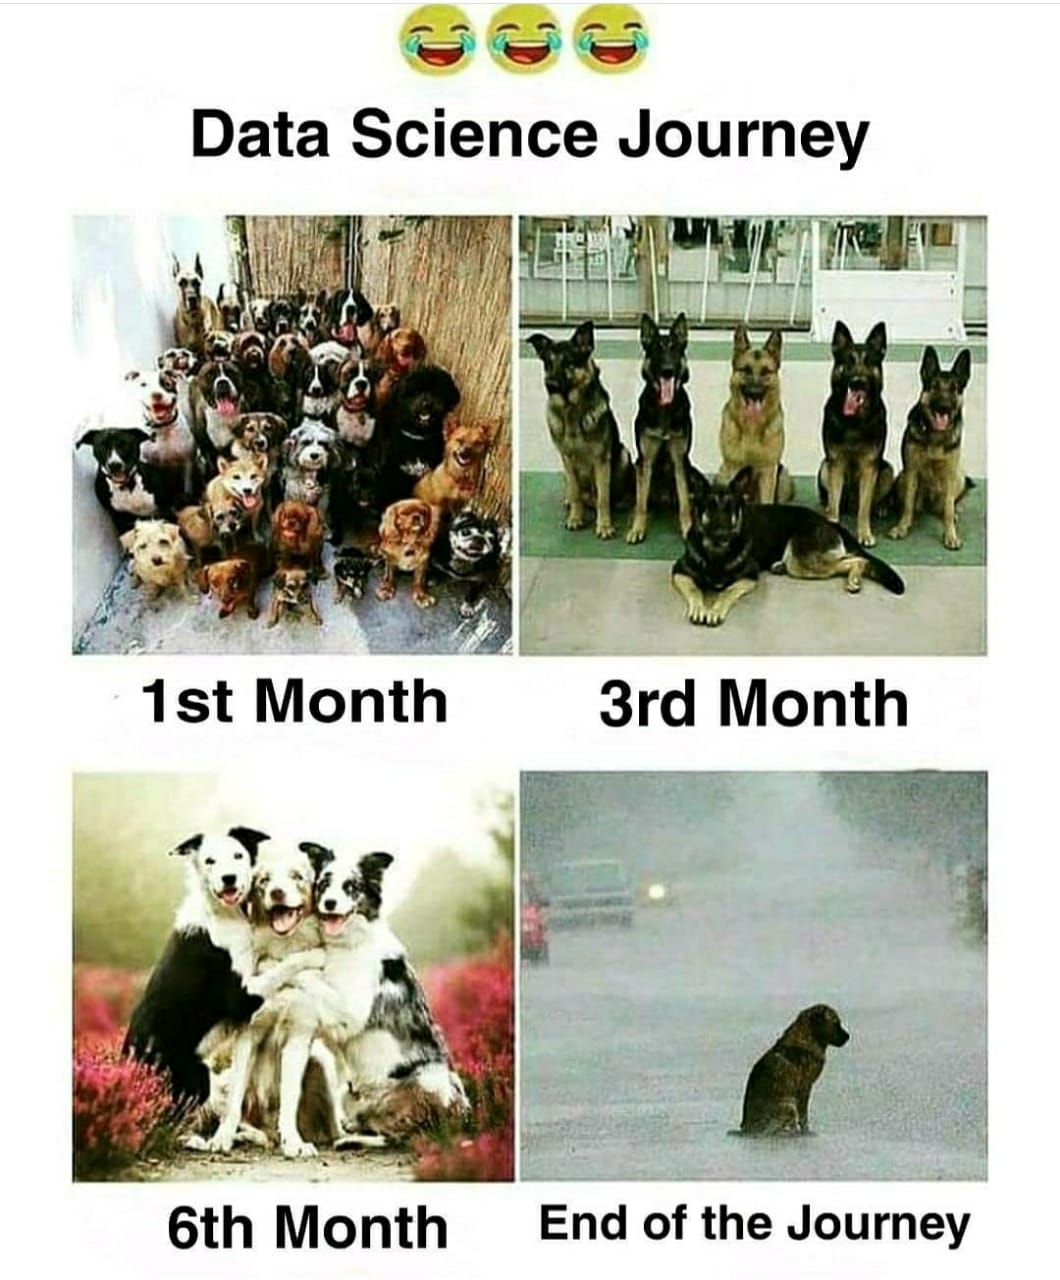 Data Science Journey
1st Month
3rd Month
6th Month
End of the Journey